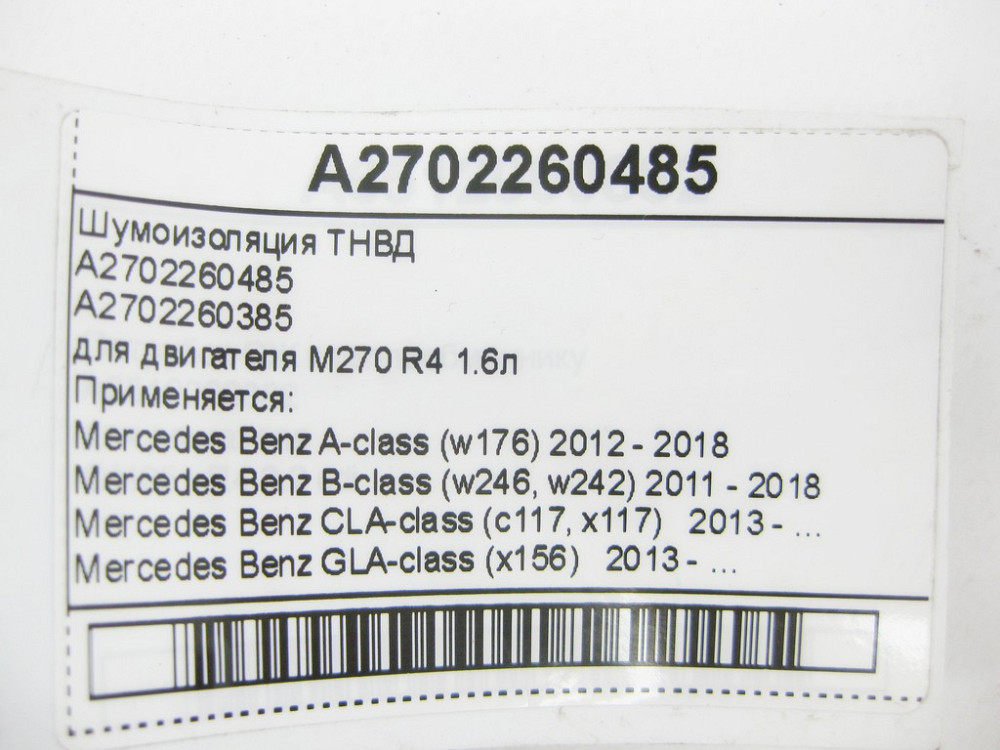 A2702260485
Шумоизоляция ТНВД
A2702260485
A2702260385
для двигателя M270 R4 1.6л
Применяется:
Mercedes Benz A-class (w176) 2012 - 2018
Mercedes Benz B-class (w246, w242) 2011 - 2018
Mercedes Benz CLA-class (c117, x117) 2013 - ...
Mercedes Benz GLA-class (x156) 2013 - ...